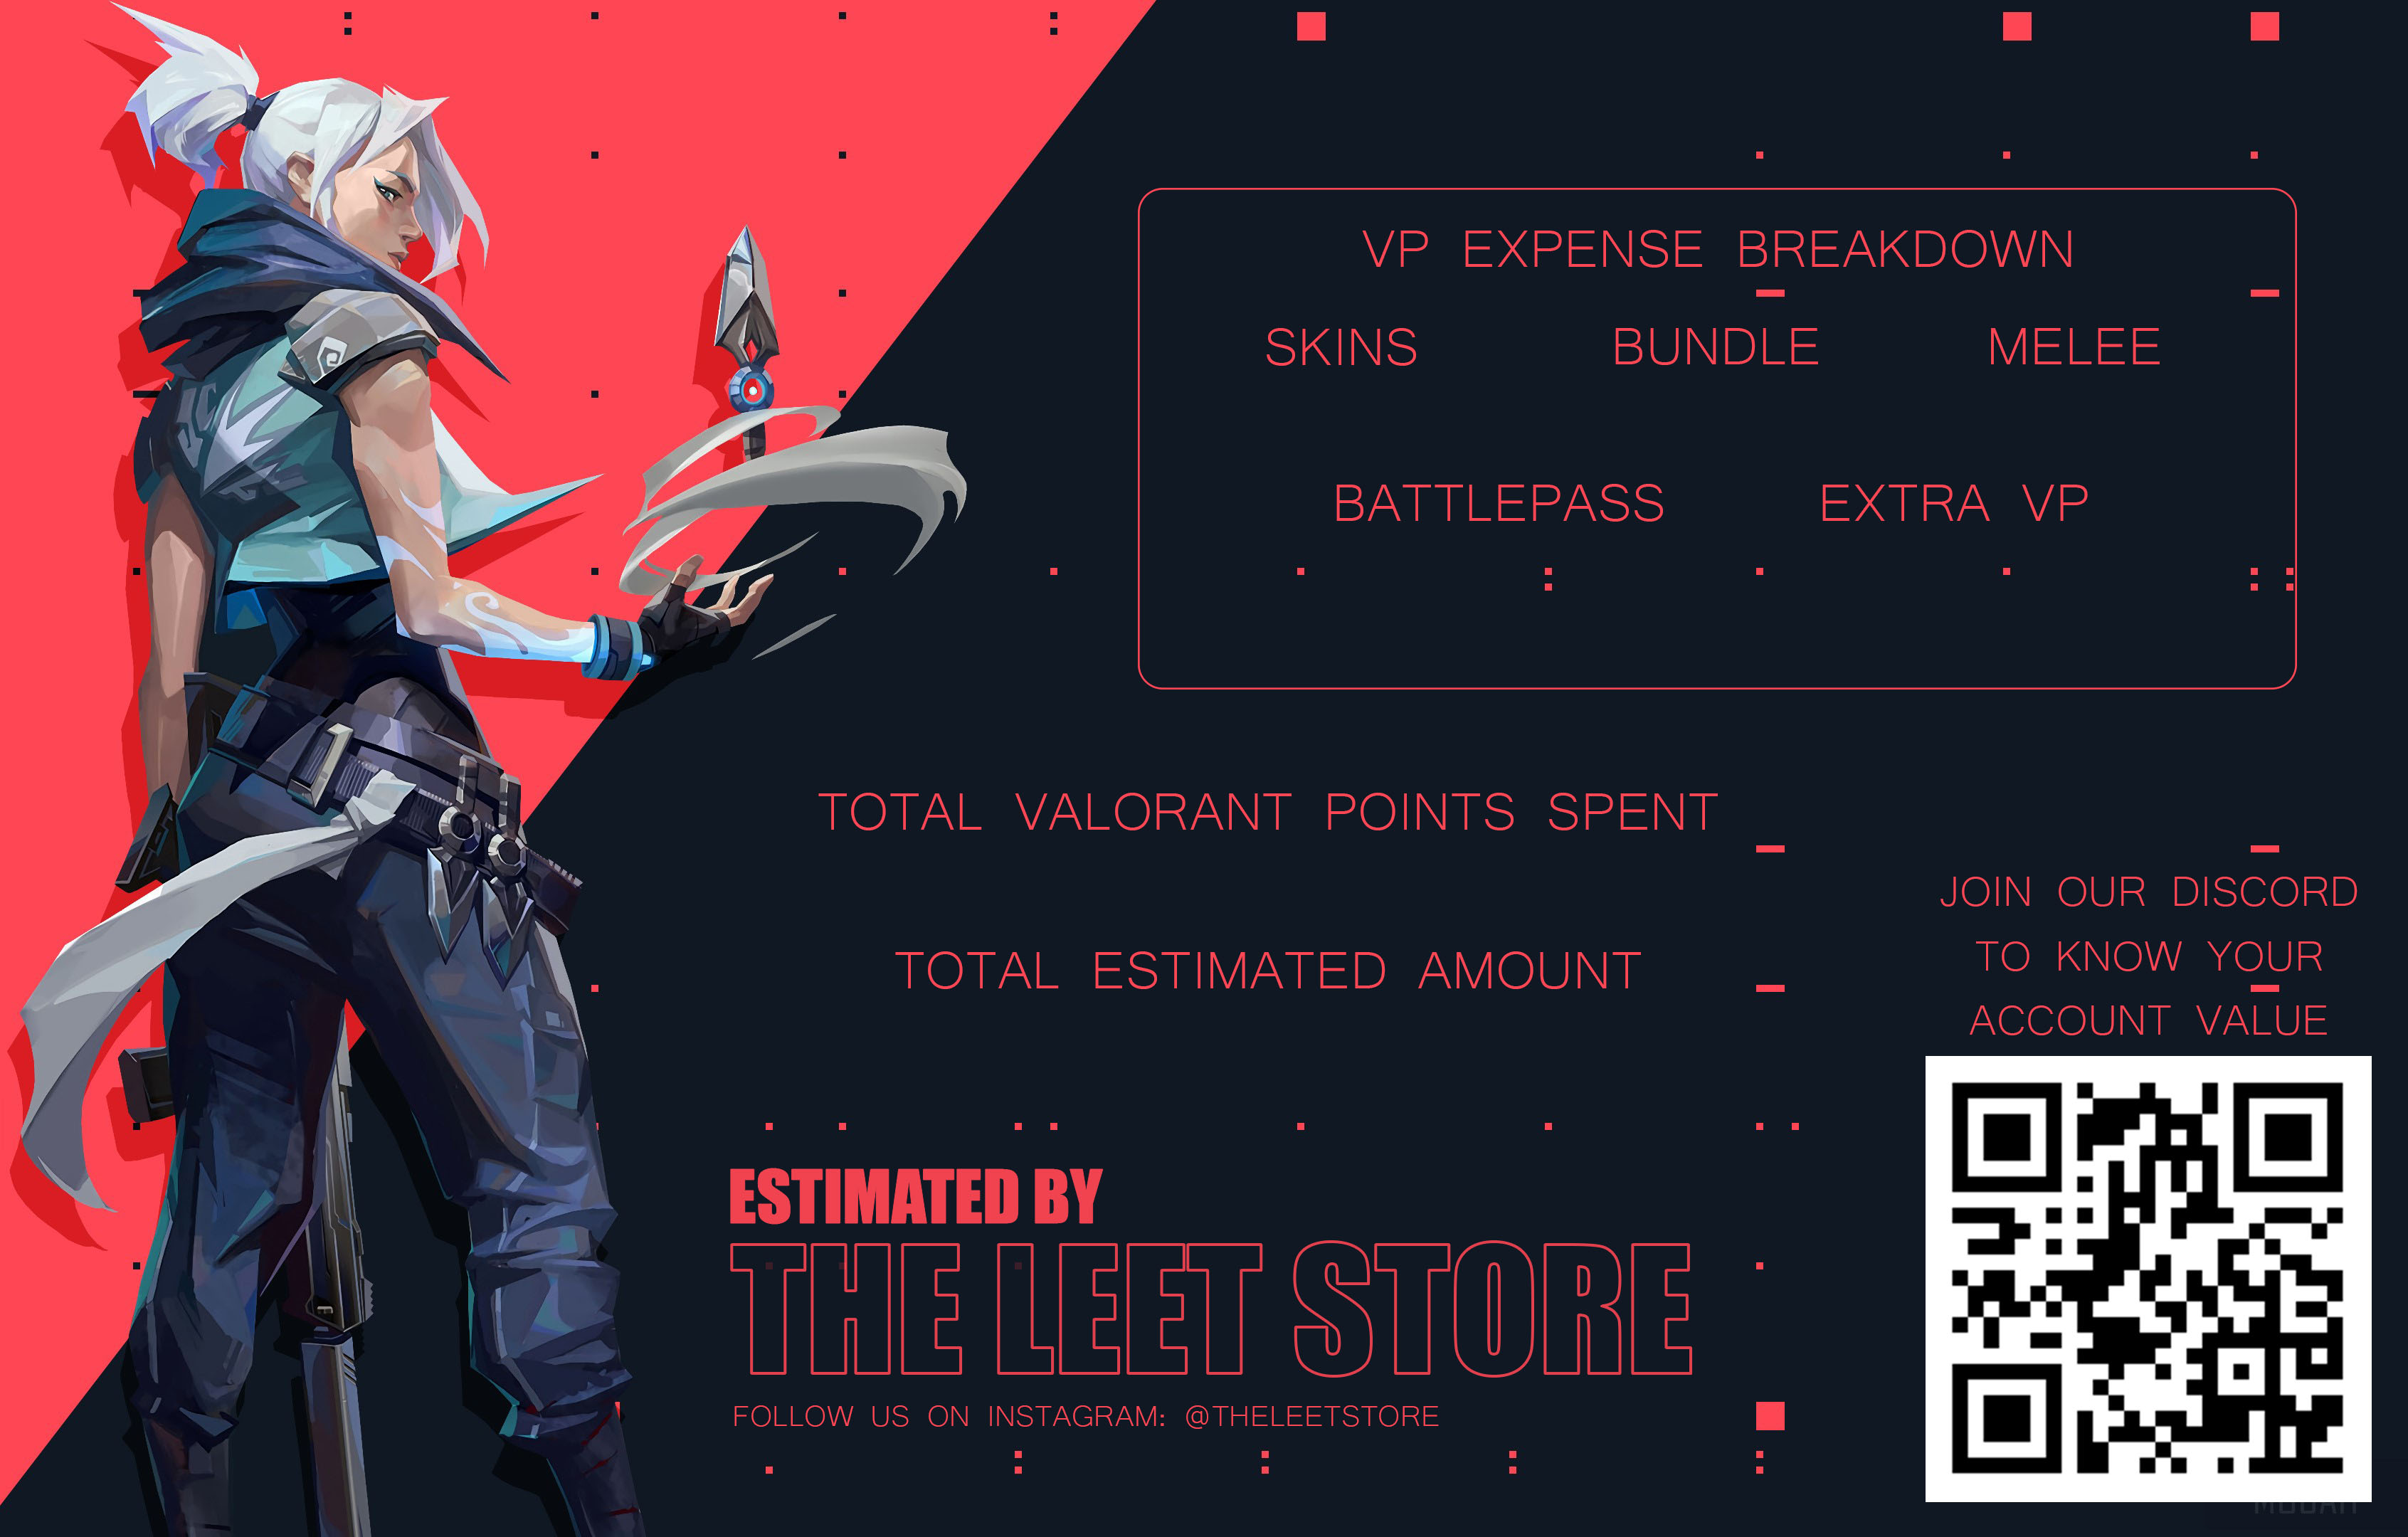 VP EXPENSE BREAKDOWN
SKINS BUNDLE MELEE
BATTLEPASS EXTRA VP
TOTAL VALORANT POINTS SPENT
TOTAL ESTIMATED AMOUNT
JOIN OUR DISCORD
TO KNOW YOUR
ACCOUNT VALUE
ESTIMATED BY
THE LEET STORE
FOLLOW US ON INSTAGRAM: @THELEETSTORE